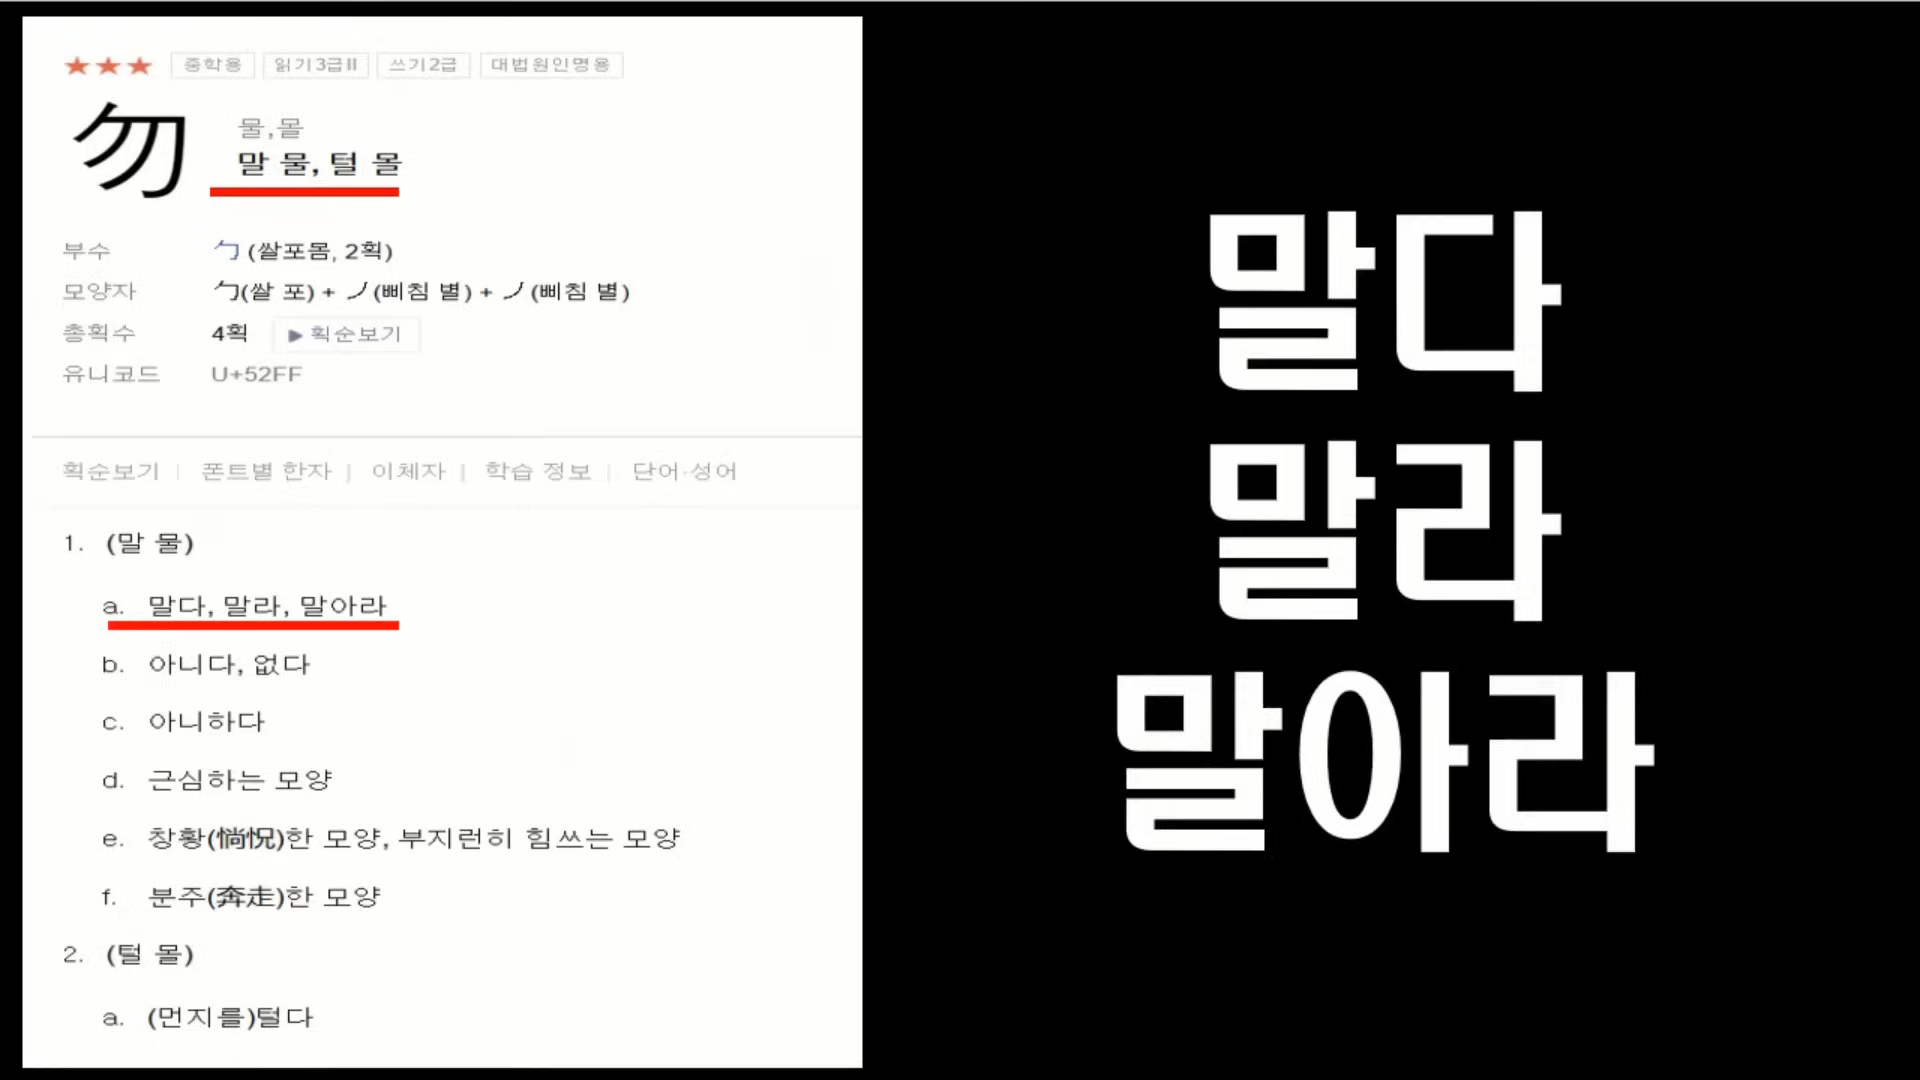 ★★★ 중학용 읽기3급II 쓰기2급 대법원인명용
勿
물,몰
말 물, 털 몰
부수 勹 (쌀포몸, 2획)
모양자 勹(쌀 포) + 丿(삐침 별) + 丿(삐침 별)
총획수 4획 ▶ 획순보기
유니코드 U+52FF
획순보기 | 폰트별 한자 | 이체자 | 학습 정보 | 단어·성어
1. (말 물)
a. 말다, 말라, 말아라
b. 아니다, 없다
c. 아니하다
d. 근심하는 모양
e. 창황(惝怳)한 모양, 부지런히 힘쓰는 모양
f. 분주(奔走)한 모양
2. (털 몰)
a. (먼지를)털다
말다
말라
말아라